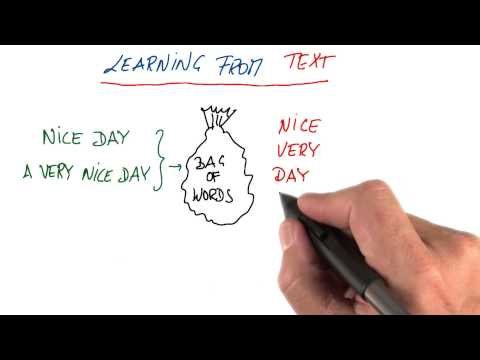 LEARNING FROM TEXT
NICE DAY
A VERY NICE DAY
BAG
OF
WORDS
NICE
VERY
DAY